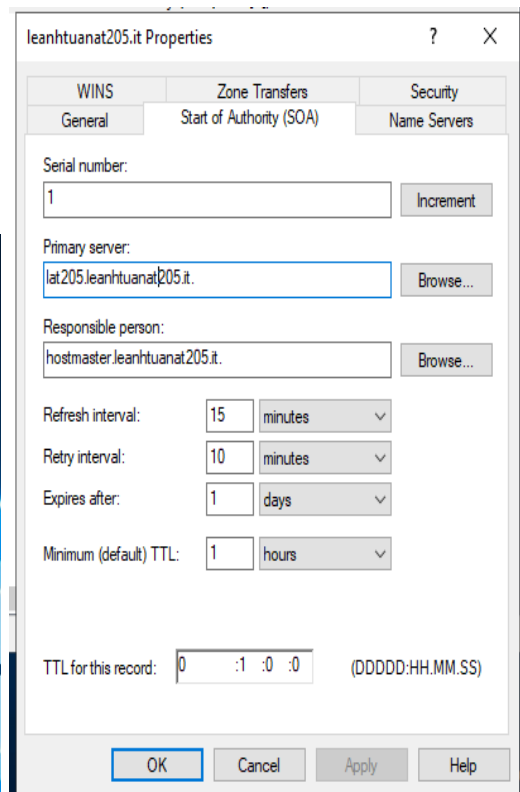 leanhtuanat205.it Properties ? X
WINS Zone Transfers Security
General Start of Authority (SOA) Name Servers
Serial number:
1 Increment
Primary server:
lat205.leanhtuanat205.it. Browse...
Responsible person:
hostmaster.leanhtuanat205.it. Browse...
Refresh interval: 15 minutes
Retry interval: 10 minutes
Expires after: 1 days
Minimum (default) TTL: 1 hours
TTL for this record: 0 :1 :0 :0 (DDDDD:HH.MM.SS)
OK Cancel Apply Help